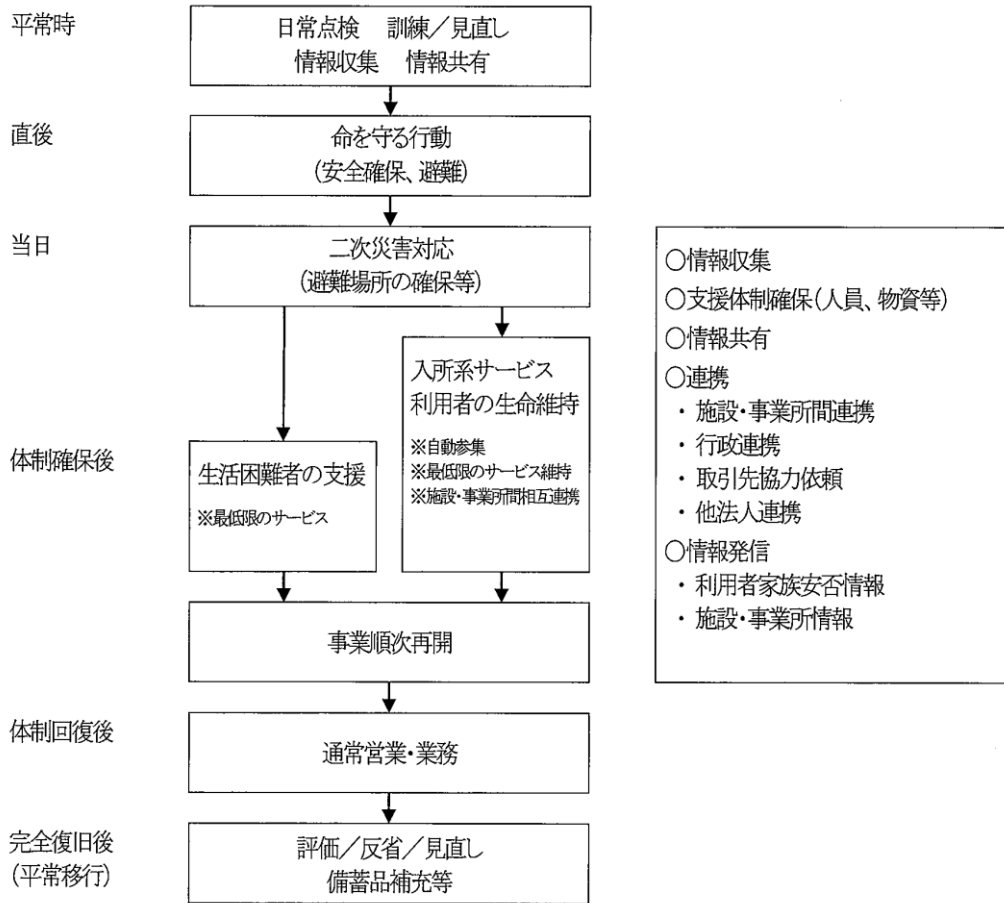 平常時
日常点検 訓練/見直し
情報収集 情報共有
直後
命を守る行動
(安全確保、避難)
当日
二次災害対応
(避難場所の確保等)
入所系サービス
利用者の生命維持
※自動参集
※最低限のサービス維持
※施設・事業所間相互連携
体制確保後
生活困難者の支援
※最低限のサービス
事業順次再開
体制回復後
通常営業・業務
完全復旧後
(平常移行)
評価/反省/見直し
備蓄品補充等
○情報収集
○支援体制確保(人員、物資等)
○情報共有
○連携
・施設・事業所間連携
・行政連携
・取引先協力依頼
・他法人連携
○情報発信
・利用者家族安否情報
・施設・事業所情報